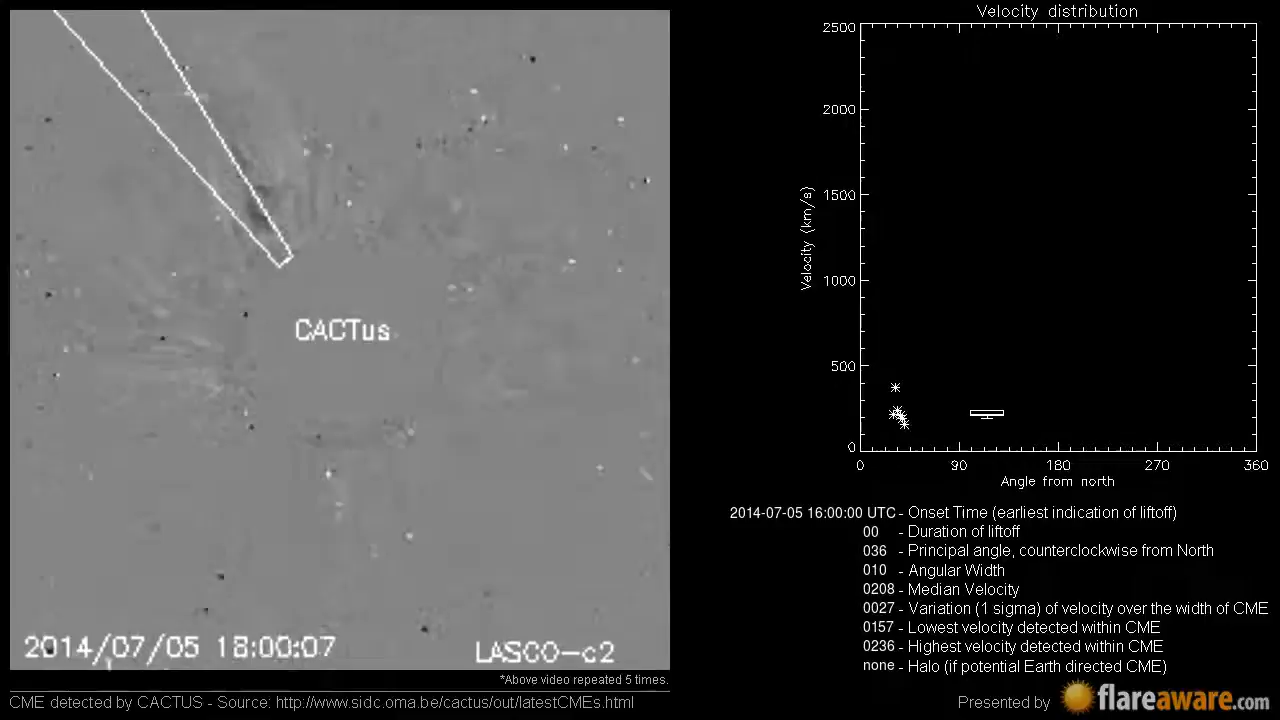 CACTus
2014/07/05 18:00:07
LASCO-c2
*Above video repeated 5 times.
CME detected by CACTUS - Source: http://www.sidc.oma.be/cactus/out/latestCMEs.html
Velocity distribution
2500
2000
1500
1000
500
0
Velocity (km/s)
0 90 180 270 360
Angle from north
2014-07-05 16:00:00 UTC - Onset Time (earliest indication of liftoff)
00 - Duration of liftoff
036 - Principal angle, counterclockwise from North
010 - Angular Width
0208 - Median Velocity
0027 - Variation (1 sigma) of velocity over the width of CME
0157 - Lowest velocity detected within CME
0236 - Highest velocity detected within CME
none - Halo (if potential Earth directed CME)
Presented by flareaware.com